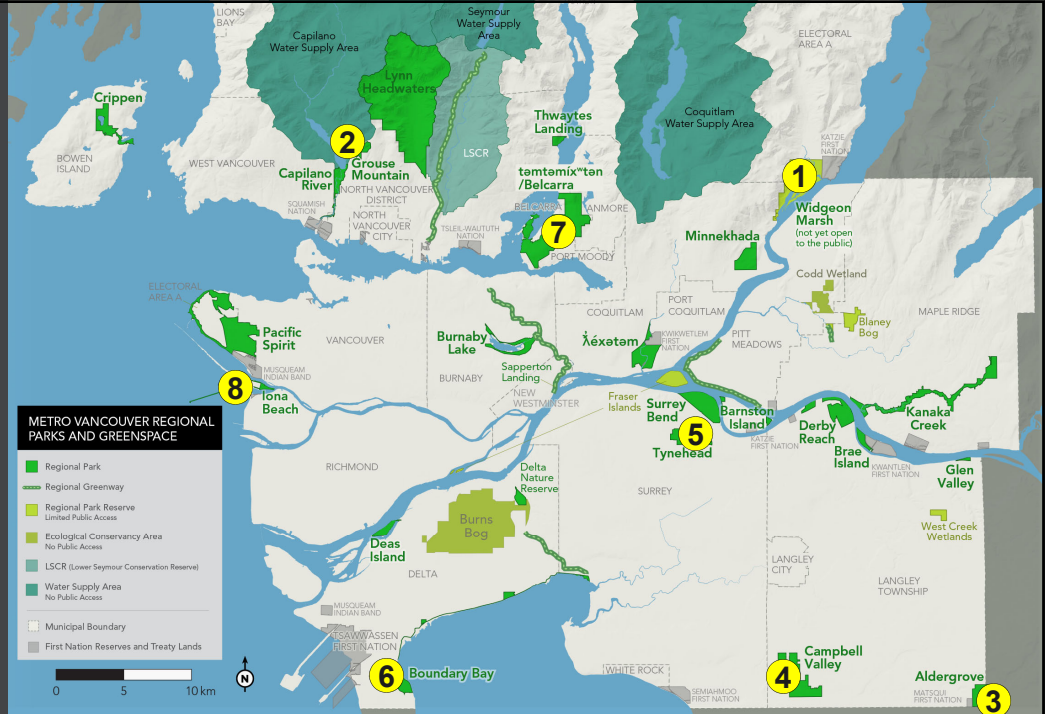 LIONS
BAY
Seymour
Water Supply
Area
Capilano
Water Supply Area
ELECTORAL
AREA A
Lynn
Headwaters
Crippen
Thwaytes
Landing
Coquitlam
Water Supply Area
KATZIE
FIRST
NATION
2
BOWEN
ISLAND
WEST VANCOUVER
Grouse
Mountain
LSCR
1
Capilano
River
təmtəmíxʷtən
/Belcarra
NORTH VANCOUVER
DISTRICT
SQUAMISH
NATION
NORTH
VANCOUVER
CITY
TSLEIL-WAUTUTH
NATION
BELCARRA
ANMORE
7
PORT MOODY
Widgeon
Marsh
(not yet open
to the public)
Minnekhada
Codd Wetland
ELECTORAL
AREA A
PORT
COQUITLAM
COQUITLAM
Blaney
Bog
MAPLE RIDGE
Pacific
Spirit
VANCOUVER
Burnaby
Lake
ƛ̓éxətəm
KWIKWETLEM
FIRST
NATION
PITT
MEADOWS
MUSQUEAM
INDIAN BAND
BURNABY
Sapperton
Landing
8
Iona
Beach
NEW
WESTMINSTER
Fraser
Islands
Surrey
Bend
Barnston
Island
Derby
Reach
Kanaka
Creek
METRO VANCOUVER REGIONAL
PARKS AND GREENSPACE
5
Tynehead
KATZIE
FIRST NATION
Brae
Island
KWANTLEN
FIRST NATION
Glen
Valley
Regional Park
Regional Greenway
Regional Park Reserve
Limited Public Access
Ecological Conservancy Area
No Public Access
LSCR (Lower Seymour Conservation Reserve)
Water Supply Area
No Public Access
Municipal Boundary
First Nation Reserves and Treaty Lands
RICHMOND
Delta
Nature
Reserve
SURREY
Burns
Bog
West Creek
Wetlands
Deas
Island
DELTA
LANGLEY
CITY
LANGLEY
TOWNSHIP
MUSQUEAM
INDIAN BAND
TSAWWASSEN
FIRST NATION
6
Boundary Bay
WHITE ROCK
SEMIAHMOO
FIRST NATION
4
Campbell
Valley
Aldergrove
MATSQUI
FIRST NATION
3
0 5 10 km
N